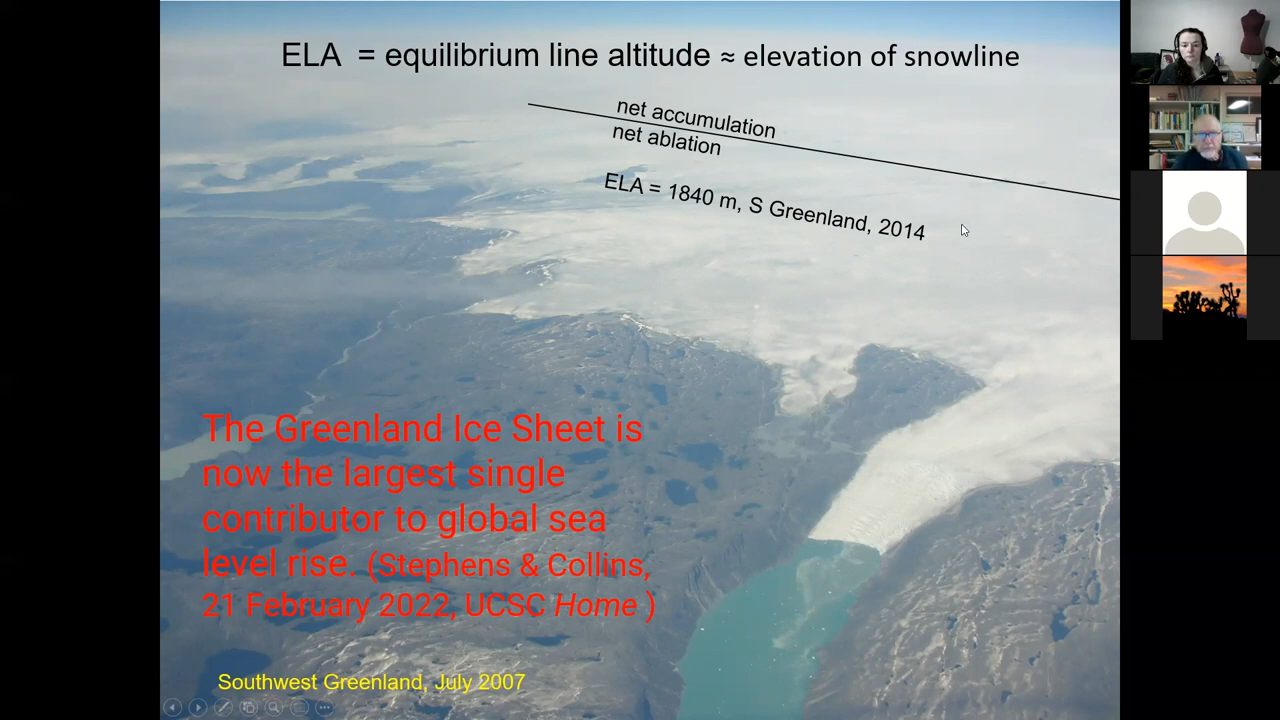 ELA = equilibrium line altitude ≈ elevation of snowline
net accumulation
net ablation
ELA = 1840 m, S Greenland, 2014
The Greenland Ice Sheet is
now the largest single
contributor to global sea
level rise. (Stephens & Collins,
21 February 2022, UCSC Home )
Southwest Greenland, July 2007